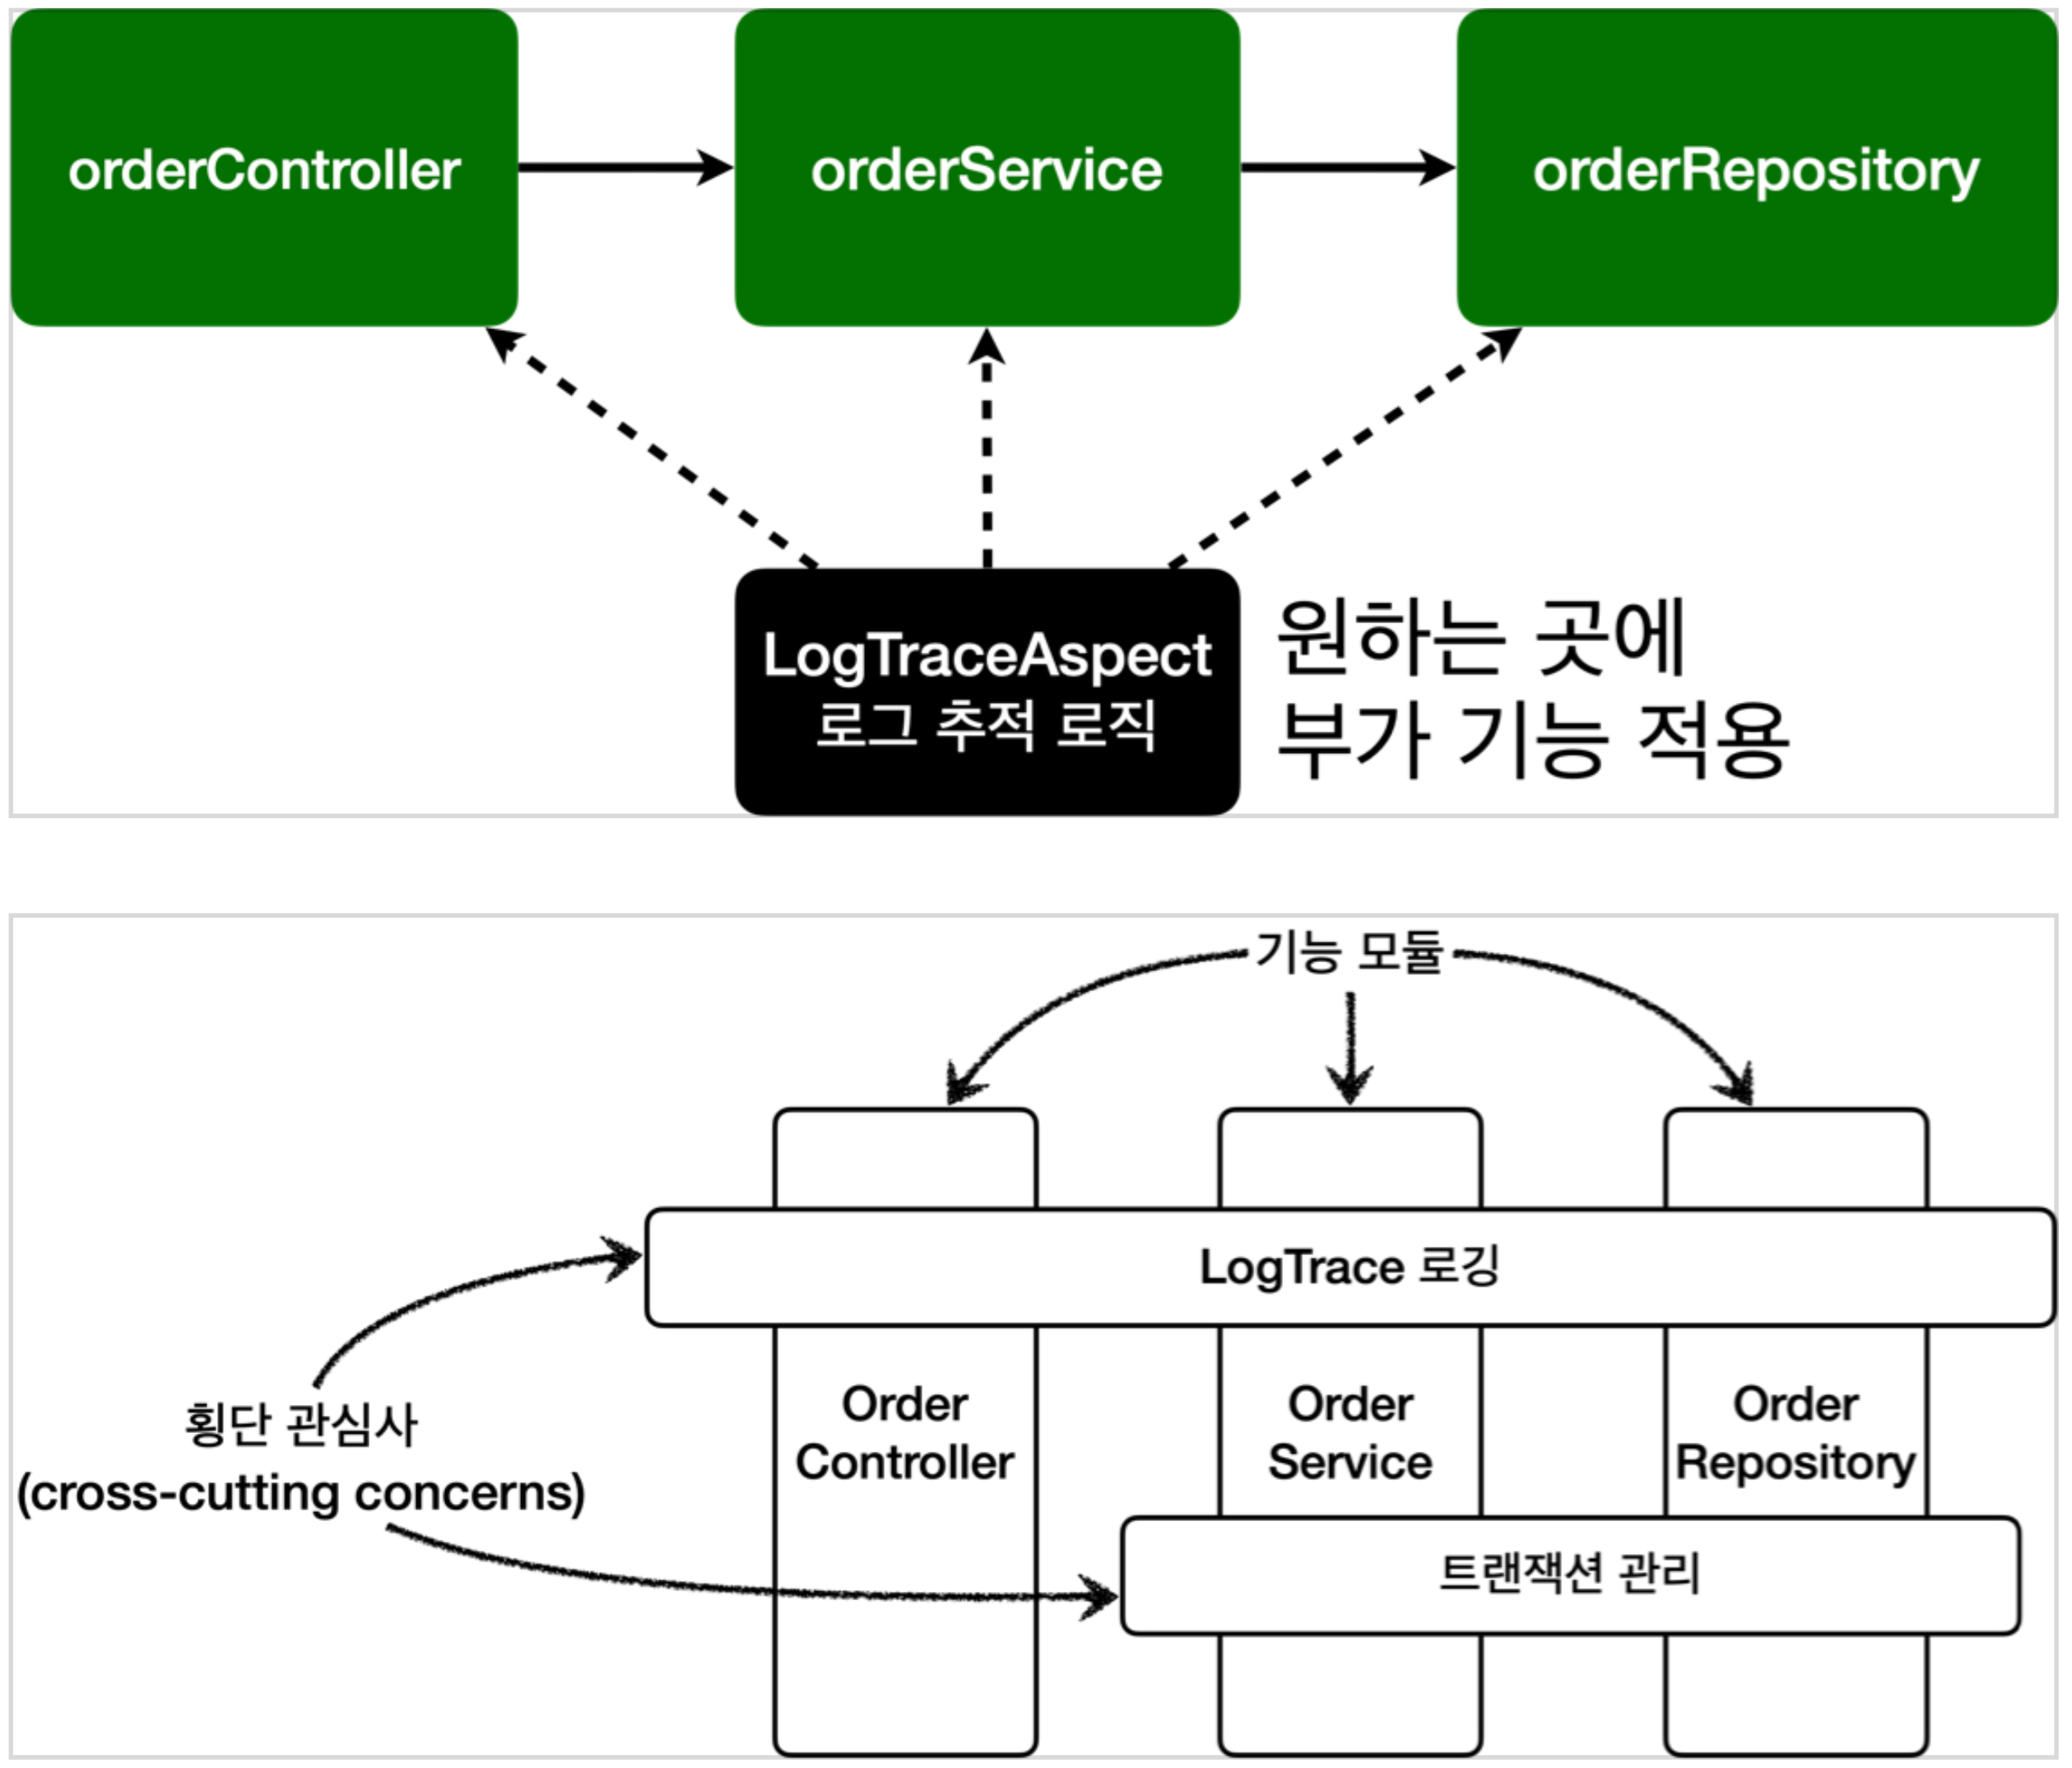 orderController
orderService
orderRepository
LogTraceAspect
로그 추적 로직
원하는 곳에
부가 기능 적용
기능 모듈
LogTrace 로깅
횡단 관심사
(cross-cutting concerns)
Order
Controller
Order
Service
Order
Repository
트랜잭션 관리